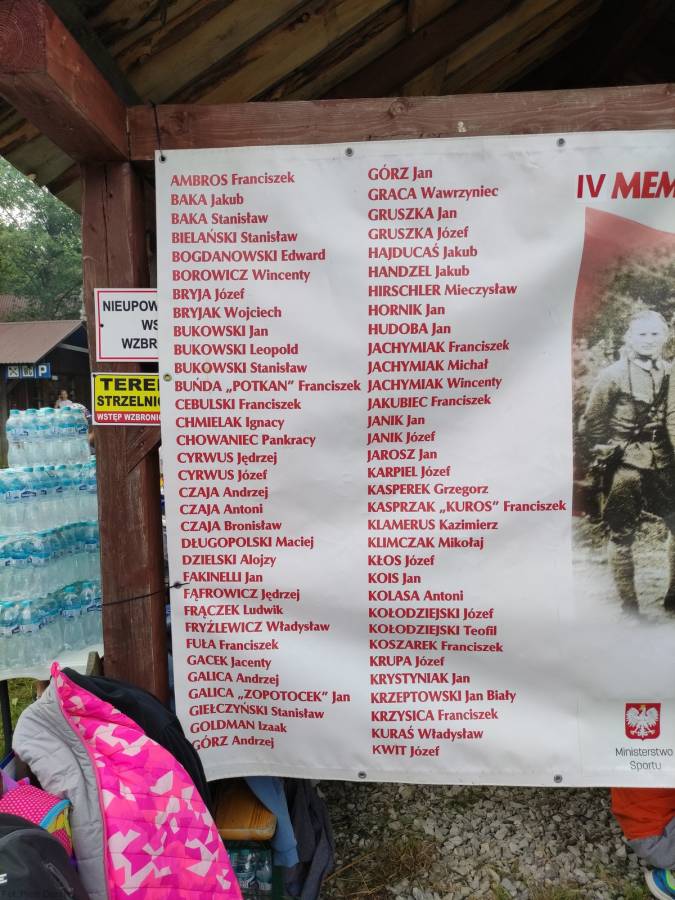 AMBROS Franciszek
BAKA Jakub
BAKA Stanisław
BIELAŃSKI Stanisław
BOGDANOWSKI Edward
BOROWICZ Wincenty
BRYJA Józef
BRYJAK Wojciech
BUKOWSKI Jan
BUKOWSKI Leopold
BUKOWSKI Stanisław
BUŃDA „POTKAN” Franciszek
CEBULSKI Franciszek
CHMIELAK Ignacy
CHOWANIEC Pankracy
CYRWUS Jędrzej
CYRWUS Józef
CZAJA Andrzej
CZAJA Antoni
CZAJA Bronisław
DŁUGOPOLSKI Maciej
DZIELSKI Alojzy
FAKINELLI Jan
FĄFROWICZ Jędrzej
FRĄCZEK Ludwik
FRYŹLEWICZ Władysław
FUŁA Franciszek
GACEK Jacenty
GALICA Andrzej
GALICA „ZOPOTOCEK” Jan
GIEŁCZYŃSKI Stanisław
GOLDMAN Izaak
GÓRZ Andrzej
GÓRZ Jan
GRACA Wawrzyniec
GRUSZKA Jan
GRUSZKA Józef
HAJDUCAŚ Jakub
HANDZEL Jakub
HIRSCHLER Mieczysław
HORNIK Jan
HUDOBA Jan
JACHYMIAK Franciszek
JACHYMIAK Michał
JACHYMIAK Wincenty
JAKUBIEC Franciszek
JANIK Jan
JANIK Józef
JAROSZ Jan
KARPIEL Józef
KASPEREK Grzegorz
KASPRZAK „KUROS” Franciszek
KLAMERUS Kazimierz
KLIMCZAK Mikołaj
KŁOS Józef
KOIS Jan
KOLASA Antoni
KOŁODZIEJSKI Józef
KOŁODZIEJSKI Teofil
KOSZAREK Franciszek
KRUPA Józef
KRYSTYNIAK Jan
KRZEPTOWSKI Jan Biały
KRZYSICA Franciszek
KURAŚ Władysław
KWIT Józef
IV MEM
Ministerstwo
Sportu
NIEUPOW
WS
WZBR
TERE
STRZELNI
WSTĘP WZBRONI
P